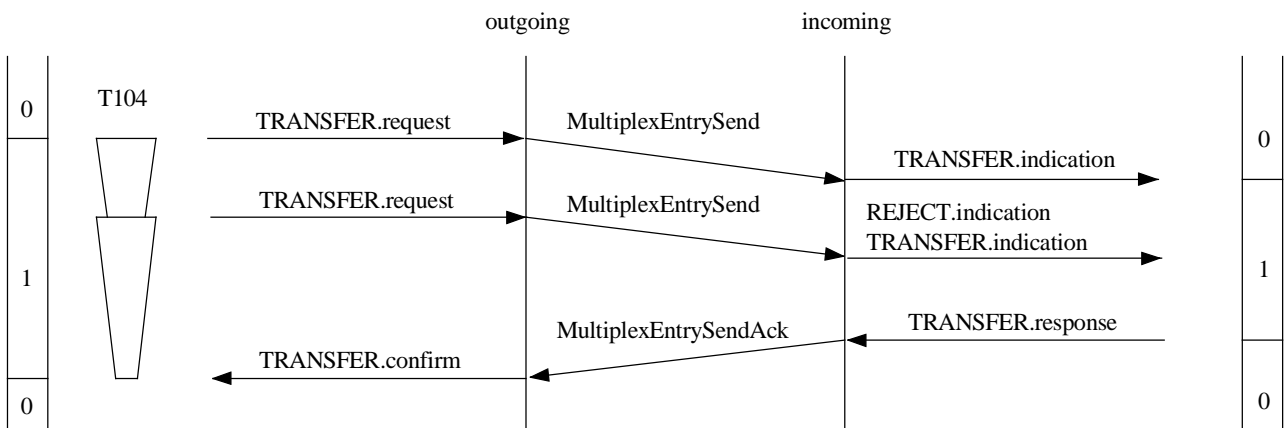 outgoing
incoming
0
T104
TRANSFER.request
MultiplexEntrySend
0
TRANSFER.indication
TRANSFER.request
MultiplexEntrySend
REJECT.indication
TRANSFER.indication
1
1
TRANSFER.response
MultiplexEntrySendAck
TRANSFER.confirm
0
0